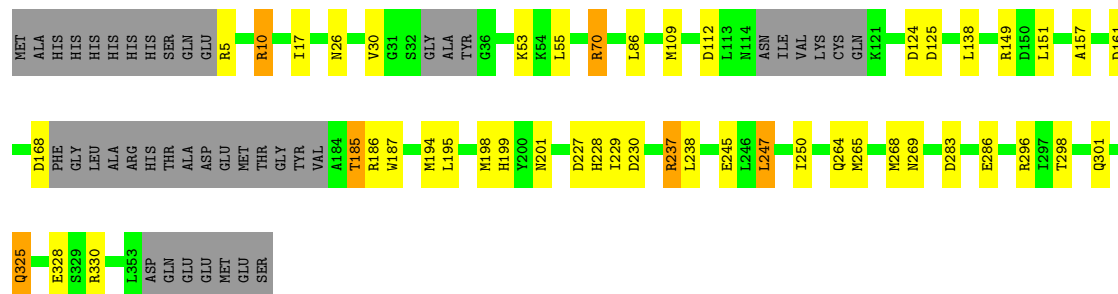 MET ALA HIS HIS HIS HIS HIS HIS SER GLN GLU R5 R10 I17 N26 V30 G31 S32 GLY ALA TYR G36 K53 K54 L55 R70 L86 M109 D112 L113 N114 ASN ILE VAL LYS CYS GLN K121 D124 D125 L138 R149 D150 L151 A157 D161
D168 PHE GLY LEU ALA ARG HIS THR ALA ASP GLU MET THR GLY TYR VAL A184 T185 R186 W187 M194 L195 M198 H199 Y200 N201 D227 H228 I229 D230 R237 L238 E245 L246 L247 I250 Q264 M265 M268 N269 D283 E286 R296 I297 T298 Q301
Q325 E328 S329 R330 L353 ASP GLN GLU GLU MET GLU SER